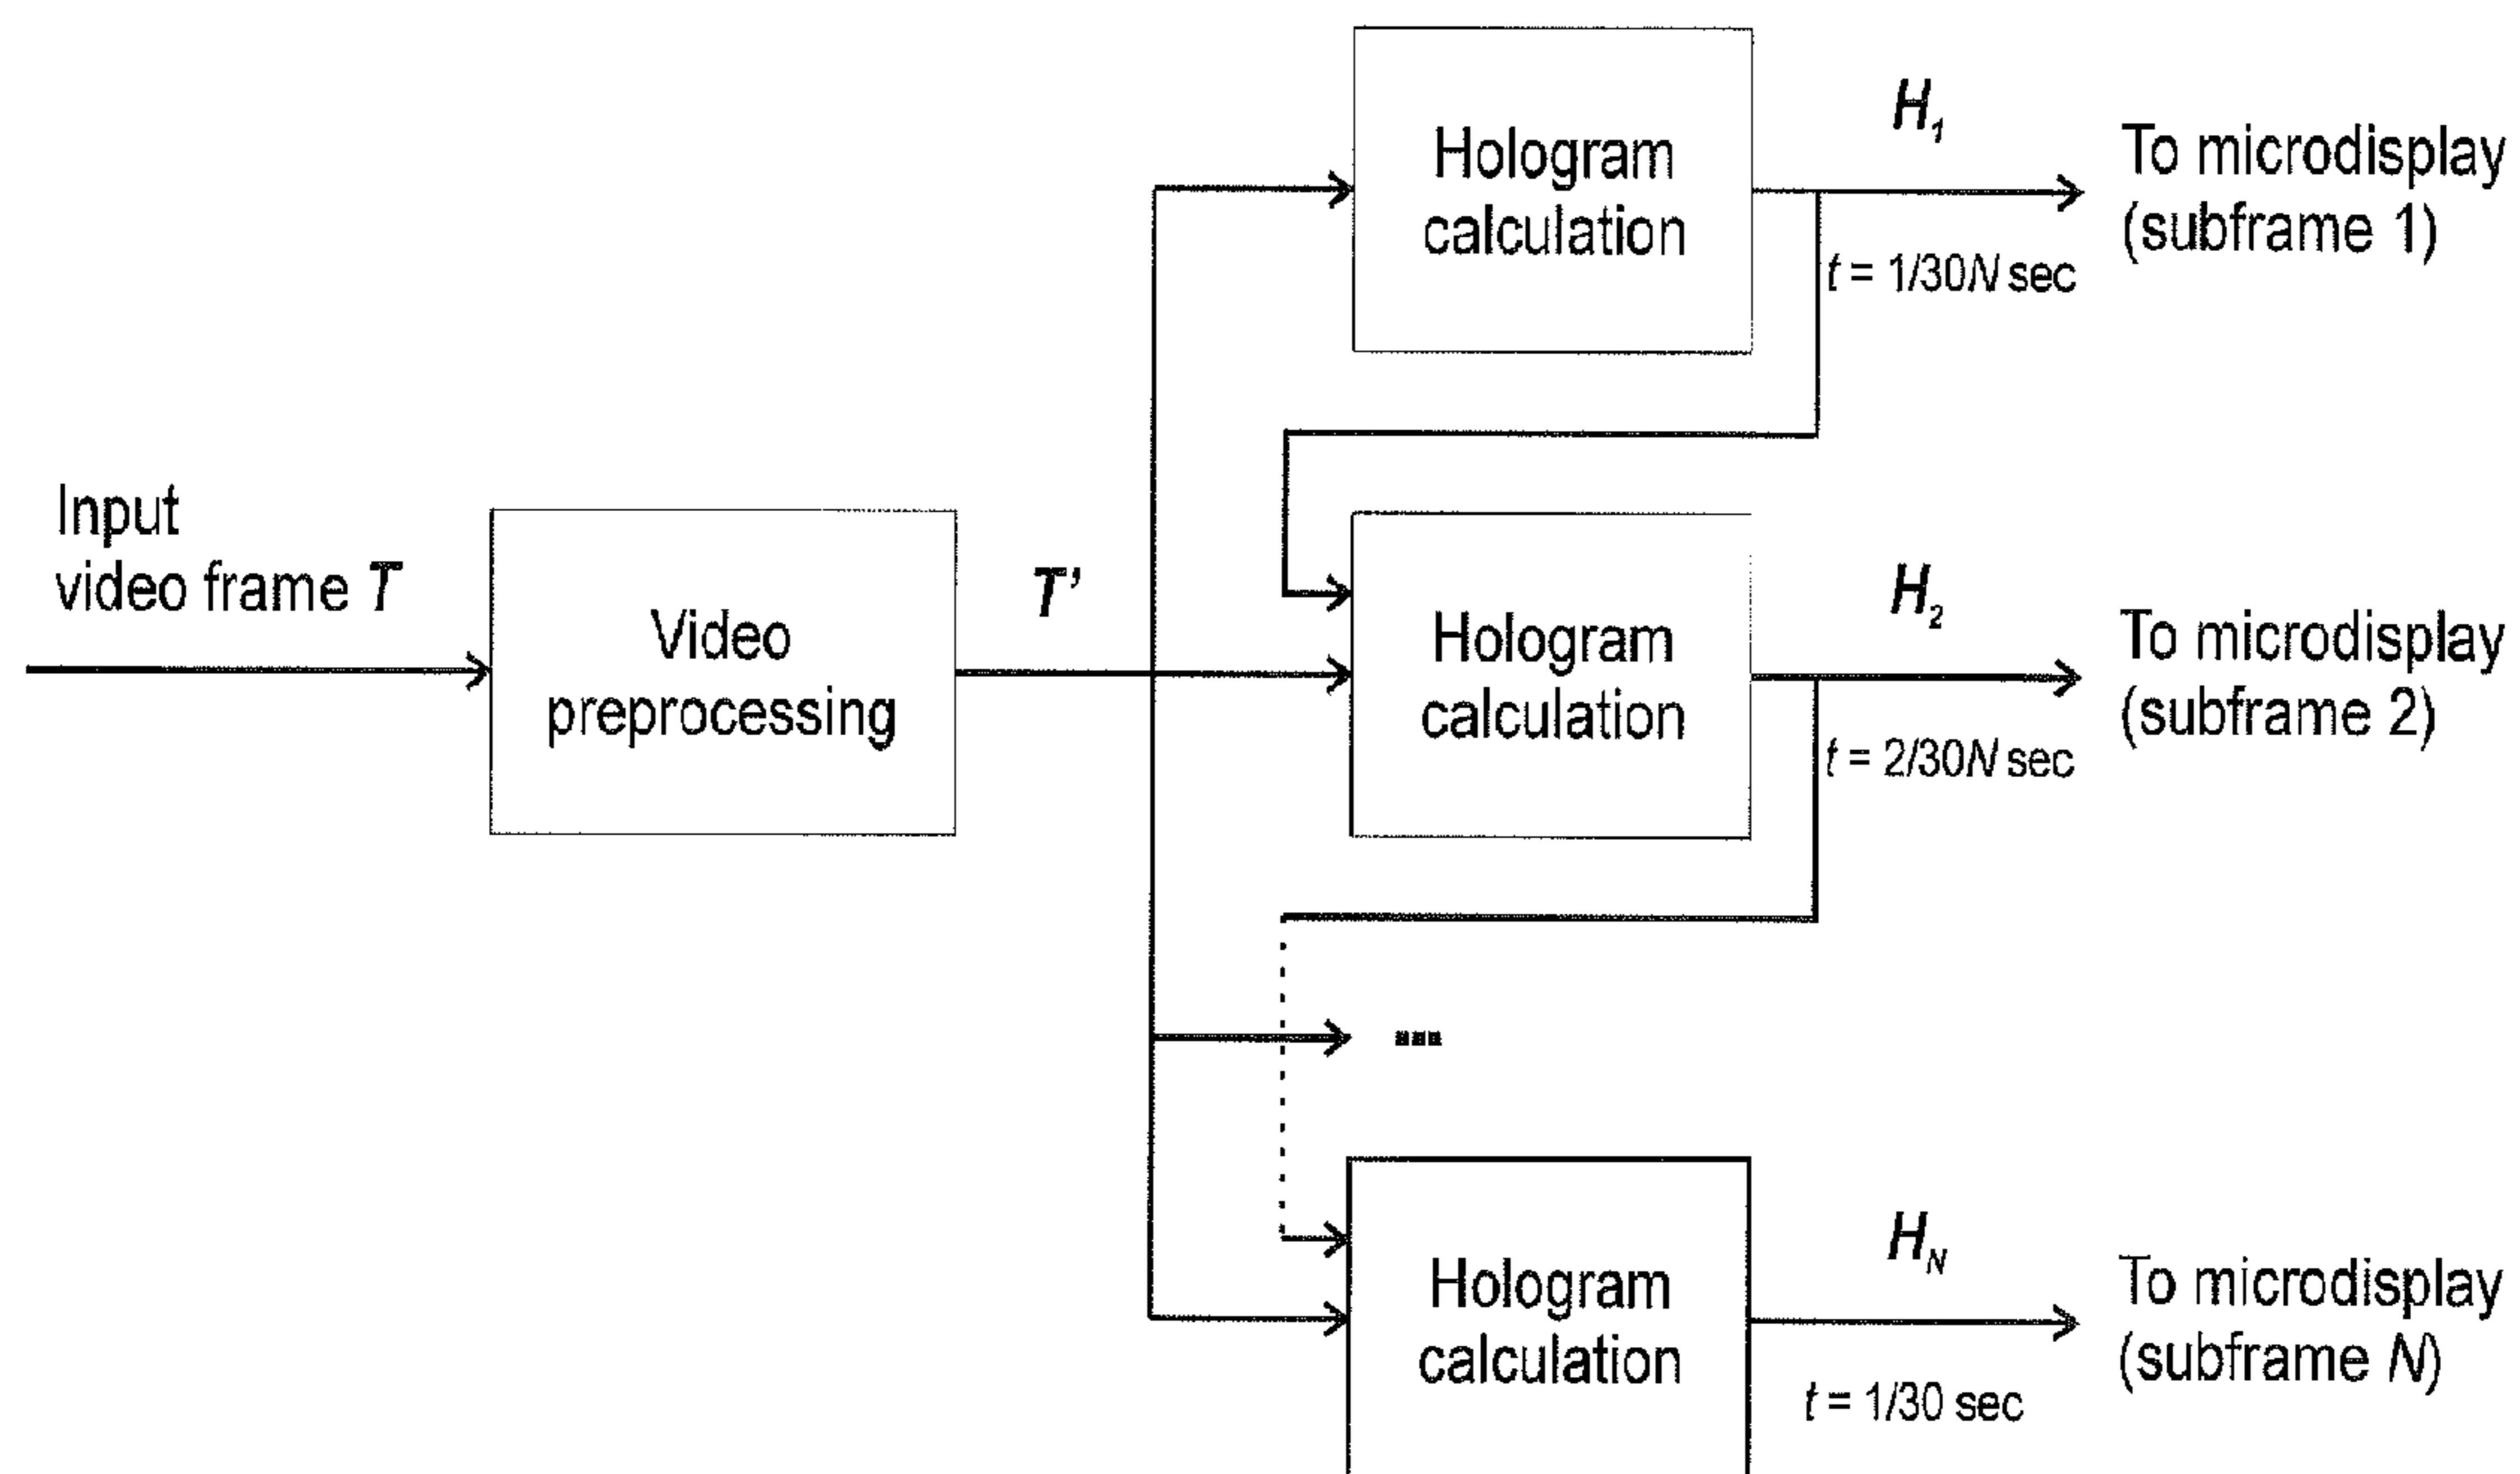 Hologram
calculation
H₁
To microdisplay
(subframe 1)
t = 1/30N sec
Input
video frame T
Video
preprocessing
T’
Hologram
calculation
H₂
To microdisplay
(subframe 2)
t = 2/30N sec
...
Hologram
calculation
H_N
To microdisplay
(subframe N)
t = 1/30 sec